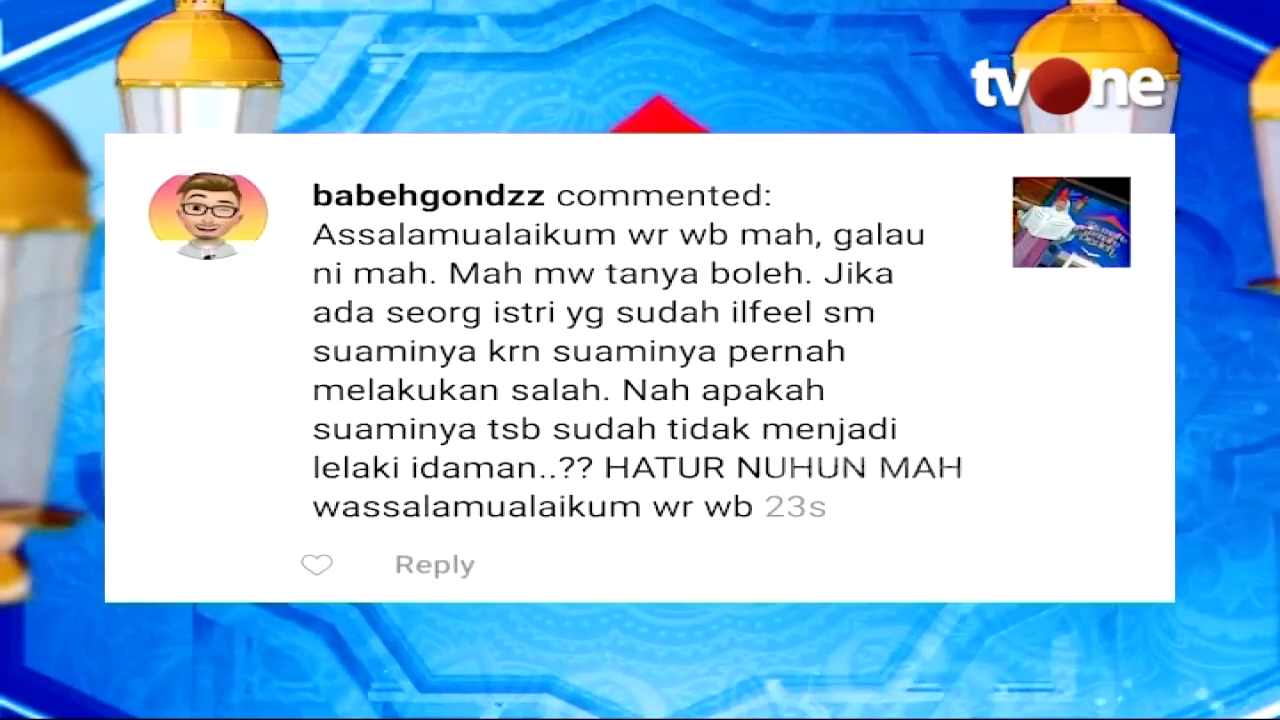 tvOne
babehgondzz commented:
Assalamualaikum wr wb mah, galau
ni mah. Mah mw tanya boleh. Jika
ada seorg istri yg sudah ilfeel sm
suaminya krn suaminya pernah
melakukan salah. Nah apakah
suaminya tsb sudah tidak menjadi
lelaki idaman..?? HATUR NUHUN MAH
wassalamualaikum wr wb 23s
Reply